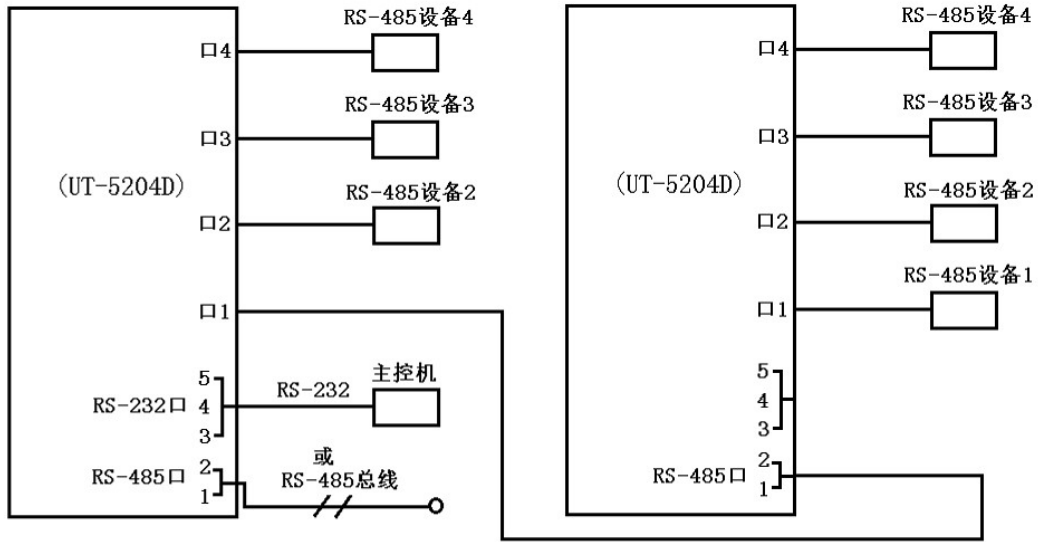 RS-485设备4
口4
RS-485设备3
口3
(UT-5204D)
RS-485设备2
口2
口1
主控机
5
RS-232
RS-232口 4
3
或
RS-485口 2
RS-485总线
1
RS-485设备4
口4
RS-485设备3
口3
(UT-5204D)
RS-485设备2
口2
RS-485设备1
口1
5
4
3
RS-485口 2
1